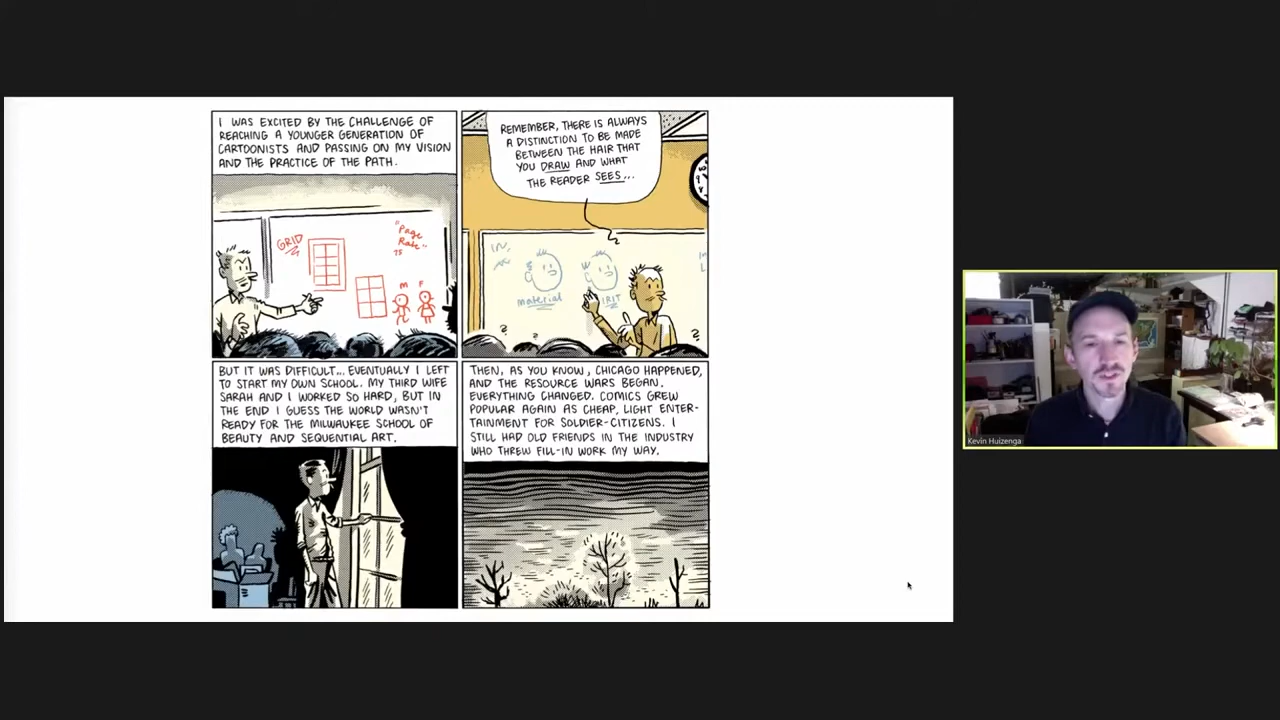 I WAS EXCITED BY THE CHALLENGE OF
REACHING A YOUNGER GENERATION OF
CARTOONISTS AND PASSING ON MY VISION
AND THE PRACTICE OF THE PATH.
GRID
"Page
Rate"
M F
REMEMBER, THERE IS ALWAYS
A DISTINCTION TO BE MADE
BETWEEN THE HAIR THAT
YOU DRAW AND WHAT
THE READER SEES...
material
IRIT
BUT IT WAS DIFFICULT... EVENTUALLY I LEFT
TO START MY OWN SCHOOL. MY THIRD WIFE
SARAH AND I WORKED SO HARD, BUT IN
THE END I GUESS THE WORLD WASN'T
READY FOR THE MILWAUKEE SCHOOL OF
BEAUTY AND SEQUENTIAL ART.
THEN, AS YOU KNOW, CHICAGO HAPPENED,
AND THE RESOURCE WARS BEGAN.
EVERYTHING CHANGED. COMICS GREW
POPULAR AGAIN AS CHEAP, LIGHT ENTER-
TAINMENT FOR SOLDIER-CITIZENS. I
STILL HAD OLD FRIENDS IN THE INDUSTRY
WHO THREW FILL-IN WORK MY WAY.
Kevin Huizenga